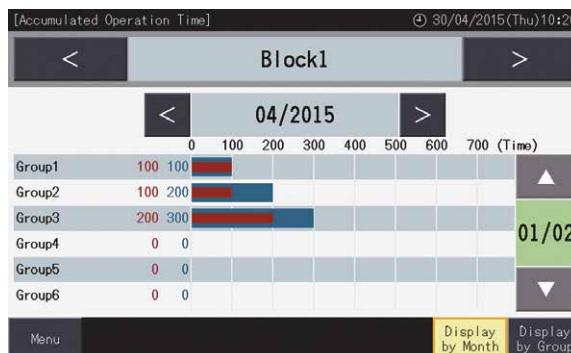 [Accumulated Operation Time] 30/04/2015(Thu)10:20
< Block1 >
< 04/2015 >
0 100 200 300 400 500 600 700 (Time)
Group1 100 100
Group2 100 200
Group3 200 300
01/02
Group4 0 0
Group5 0 0
Group6 0 0
Menu
Display by Month
Display by Group